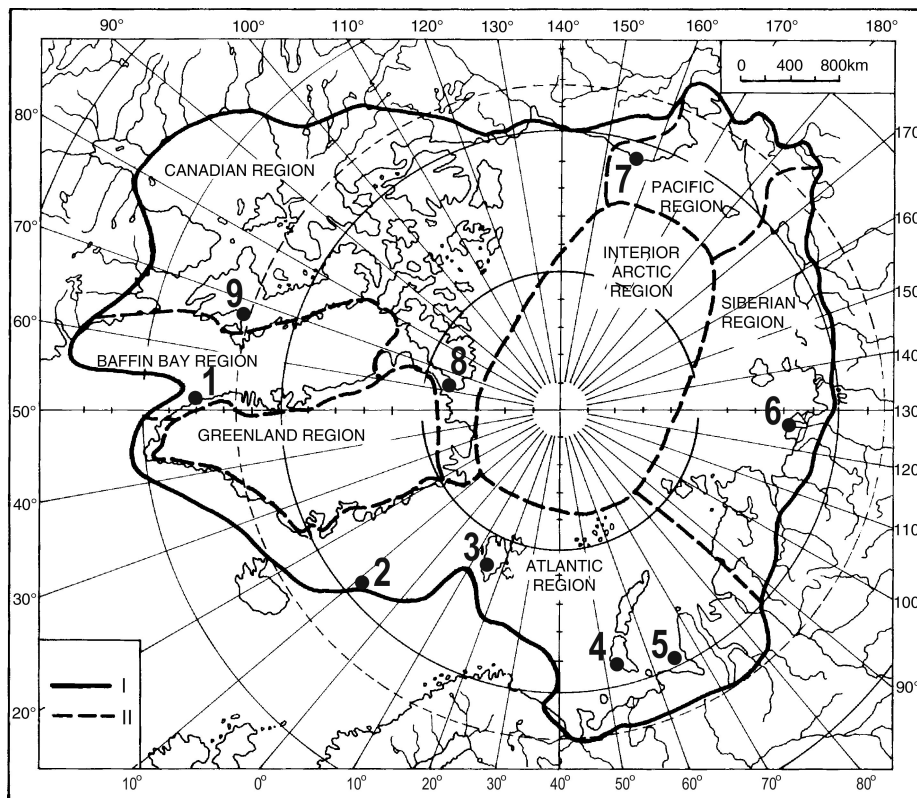 90° 100° 110° 120° 130° 140° 150° 160° 170° 180°
0 400 800km
80°
170°
CANADIAN REGION
7
PACIFIC
REGION
160°
70°
INTERIOR
ARCTIC
REGION
9
SIBERIAN
REGION
150°
60°
BAFFIN BAY REGION
8
140°
1
50°
130°
6
GREENLAND REGION
120°
40°
110°
3
ATLANTIC
REGION
2
30°
100°
4 5
I
90°
II
20°
10° 0° 10° 20° 30° 40° 50° 60° 70° 80°